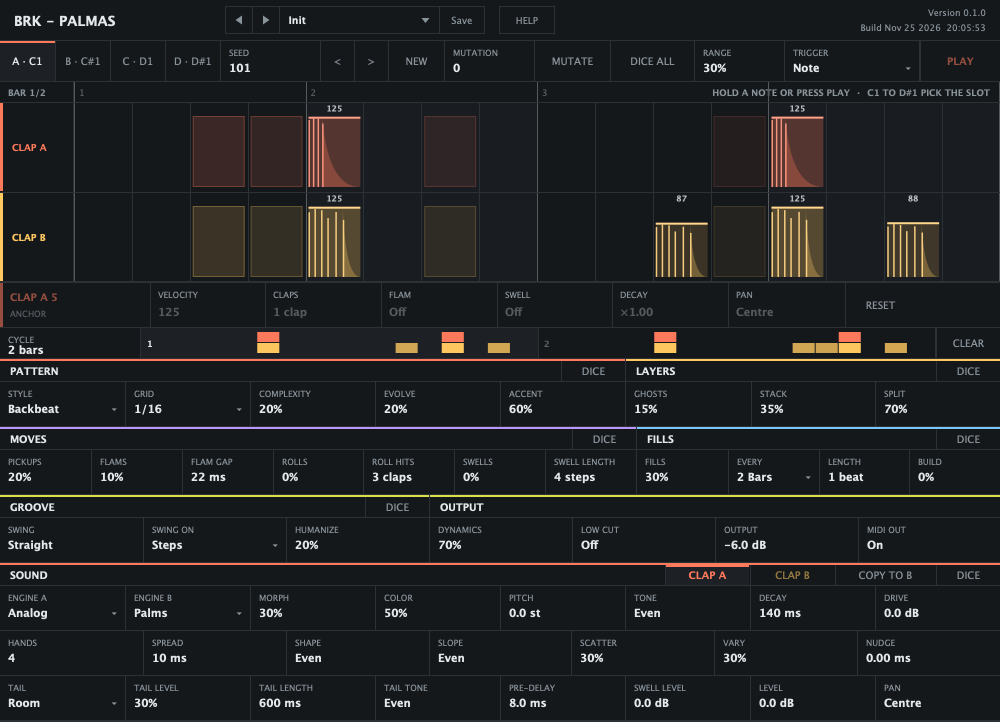 BRK – PALMAS
Init
Save
HELP
Version 0.1.0
Build Nov 25 2026 20:05:53
A · C1
B · C#1
C · D1
D · D#1
SEED
101
<
>
NEW
MUTATION
0
MUTATE
DICE ALL
RANGE
30%
TRIGGER
Note
PLAY
BAR 1/2
1
2
3
HOLD A NOTE OR PRESS PLAY · C1 TO D#1 PICK THE SLOT
CLAP A
125
125
CLAP B
125
87
125
88
CLAP A 5
ANCHOR
VELOCITY
125
CLAPS
1 clap
FLAM
Off
SWELL
Off
DECAY
×1.00
PAN
Centre
RESET
CYCLE
2 bars
1
2
CLEAR
PATTERN
DICE
LAYERS
DICE
STYLE
Backbeat
GRID
1/16
COMPLEXITY
20%
EVOLVE
20%
ACCENT
60%
GHOSTS
15%
STACK
35%
SPLIT
70%
MOVES
DICE
FILLS
DICE
PICKUPS
20%
FLAMS
10%
FLAM GAP
22 ms
ROLLS
0%
ROLL HITS
3 claps
SWELLS
0%
SWELL LENGTH
4 steps
FILLS
30%
EVERY
2 Bars
LENGTH
1 beat
BUILD
0%
GROOVE
DICE
OUTPUT
SWING
Straight
SWING ON
Steps
HUMANIZE
20%
DYNAMICS
70%
LOW CUT
Off
OUTPUT
−6.0 dB
MIDI OUT
On
SOUND
CLAP A
CLAP B
COPY TO B
DICE
ENGINE A
Analog
ENGINE B
Palms
MORPH
30%
COLOR
50%
PITCH
0.0 st
TONE
Even
DECAY
140 ms
DRIVE
0.0 dB
HANDS
4
SPREAD
10 ms
SHAPE
Even
SLOPE
Even
SCATTER
30%
VARY
30%
NUDGE
0.00 ms
TAIL
Room
TAIL LEVEL
30%
TAIL LENGTH
600 ms
TAIL TONE
Even
PRE-DELAY
8.0 ms
SWELL LEVEL
0.0 dB
LEVEL
0.0 dB
PAN
Centre